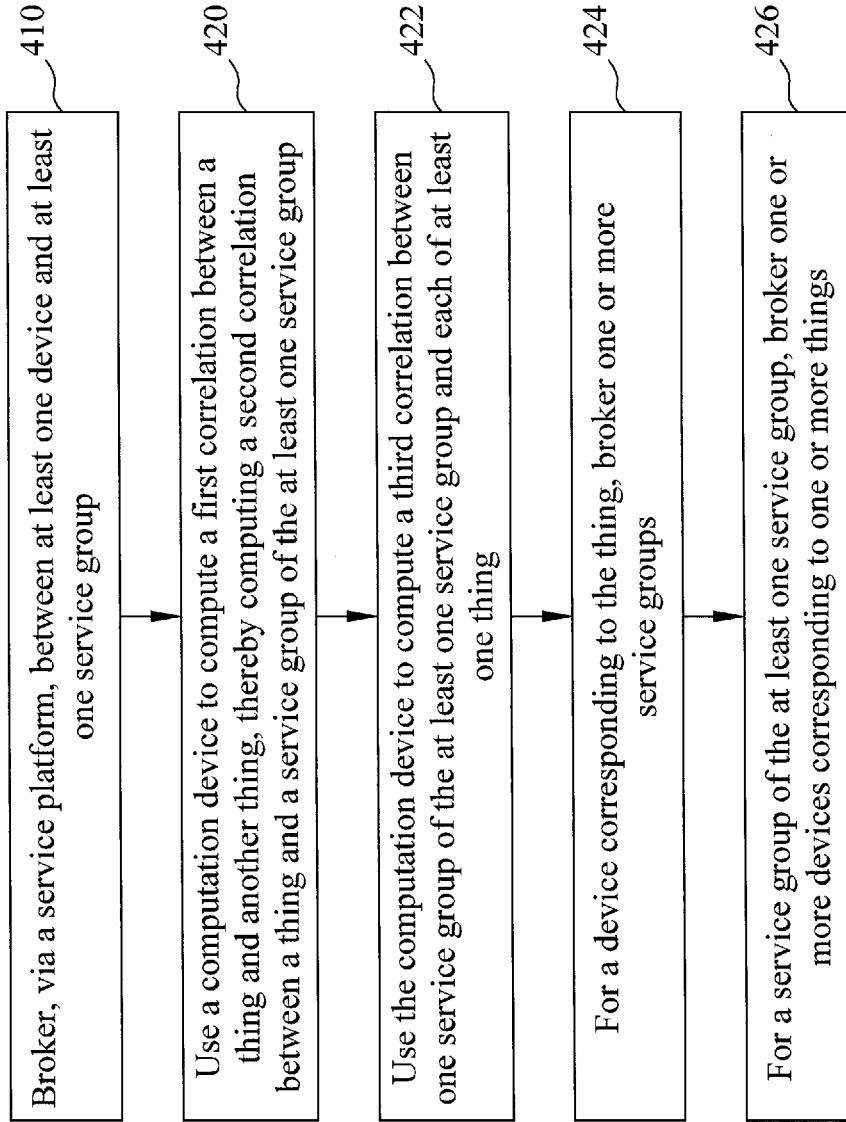 410
Broker, via a service platform, between at least one device and at least
one service group
420
Use a computation device to compute a first correlation between a
thing and another thing, thereby computing a second correlation
between a thing and a service group of the at least one service group
422
Use the computation device to compute a third correlation between
one service group of the at least one service group and each of at least
one thing
424
For a device corresponding to the thing, broker one or more
service groups
426
For a service group of the at least one service group, broker one or
more devices corresponding to one or more things